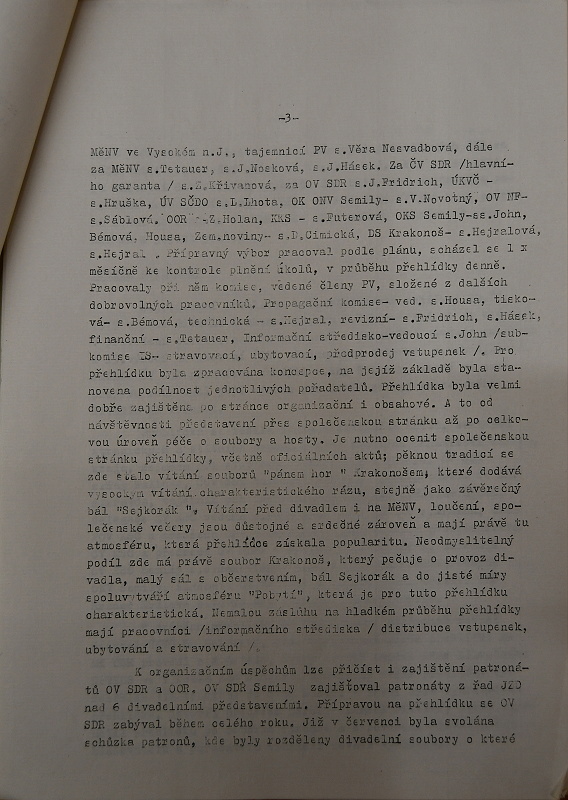 -3-
MěNV ve Vysokém n.J., tajemnicí PV s.Věra Nesvadbová, dále
za MěNV s.Tetauer, s.J.Nosková, s.J.Hásek. Za ČV SDR /hlavní-
ho garanta / s.Z.Křivanová, za OV SDR s.J.Fridrich, ÚKVČ -
s.Hruška, ÚV SČDO s.L.Lhota, OK ONV Semily- s.V.Novotný, OV NF-
s.Sáblová. OOR -Z.Holan, KKS - s.Futerová, OKS Semily-ss.John,
Bémová, Housa, Zem.noviny- s.D.Cimická, DS Krakonoš- s.Hejralová,
s.Hejral . Přípravný výbor pracoval podle plánu, scházel se 1 x
měsíčně ke kontrole plnění úkolů, v průběhu přehlídky denně.
Pracovaly při něm komise, vedené členy PV, složené z dalších
dobrovolných pracovníků. Propagační komise- ved. s.Housa, tisko-
vá- s.Bémová, technická - s.Hejral, revizní- s.Fridrich, s.Hásek,
finanční - s.Tetauer, Informační středisko-vedoucí s.John /sub-
komise IS- stravovací, ubytovací, předprodej vstupenek /. Pro
přehlídku byla zpracována koncepce, na jejíž základě byla sta-
novena podílnost jednotlivých pořadatelů. Přehlídka byla velmi
dobře zajištěna po stránce organizační i obsahové. A to od
návštěvnosti představení přes společenskou stránku až po celko-
vou úroveň péče o soubory a hosty. Je nutno ocenit společenskou
stránku přehlídky, včetně oficiálních aktů; pěknou tradicí se
zde stalo vítání souborů "pánem hor " Krakonošem, které dodává
vysockým vítání charakteristického rázu, stejně jako závěrečný
bál "Sejkorák ". Vítání před divadlem i na MěNV, loučení, spo-
lečenské večery jsou důstojné a srdečné zároveň a mají právě tu
atmosféru, která přehlídce získala popularitu. Neodmyslitelný
podíl zde má právě soubor Krakonoš, který pečuje o provoz di-
vadla, malý sál s občerstvením, bál Sejkorák a do jisté míry
spoluvytváří atmosféru "Pobytí", která je pro tuto přehlídku
charakteristická. Nemalou zásluhu na hladkém průběhu přehlídky
mají pracovníci /informačního střediska / distribuce vstupenek,
ubytování a stravování /.
K organizačním úspěchům lze přičíst i zajištění patroná-
tů OV SDR a OOR. OV SDR Semily zajišťoval patronáty z řad JZD
nad 6 divadelními představeními. Přípravou na přehlídku se OV
SDR zabýval během celého roku. Již v červenci byla svolána
schůzka patronů, kde byly rozděleny divadelní soubory o které